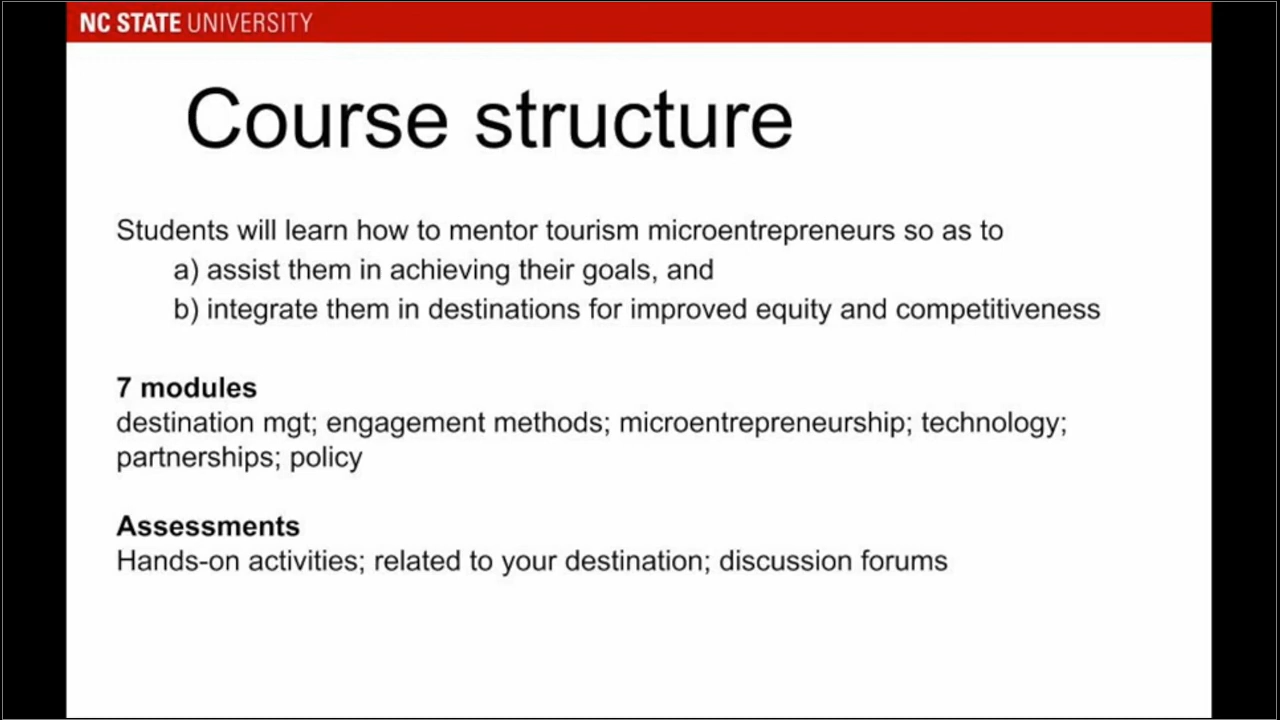 NC STATE UNIVERSITY
Course structure
Students will learn how to mentor tourism microentrepreneurs so as to
a) assist them in achieving their goals, and
b) integrate them in destinations for improved equity and competitiveness
7 modules
destination mgt; engagement methods; microentrepreneurship; technology;
partnerships; policy
Assessments
Hands-on activities; related to your destination; discussion forums